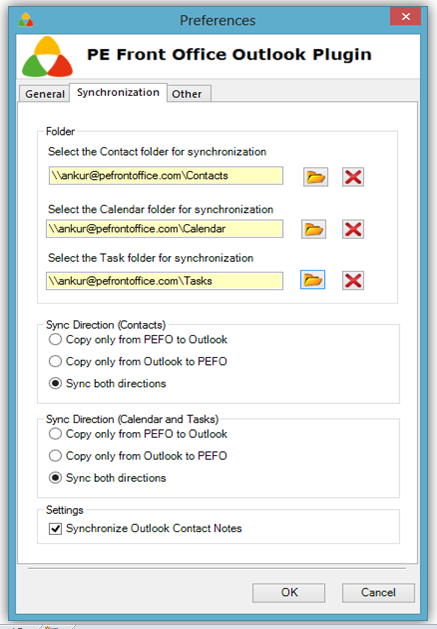 Preferences
PE Front Office Outlook Plugin
General Synchronization Other
Folder
Select the Contact folder for synchronization
\\ankur@pefrontoffice.com\Contacts
Select the Calendar folder for synchronization
\\ankur@pefrontoffice.com\Calendar
Select the Task folder for synchronization
\\ankur@pefrontoffice.com\Tasks
Sync Direction (Contacts)
Copy only from PEFO to Outlook
Copy only from Outlook to PEFO
Sync both directions
Sync Direction (Calendar and Tasks)
Copy only from PEFO to Outlook
Copy only from Outlook to PEFO
Sync both directions
Settings
Synchronize Outlook Contact Notes
OK Cancel